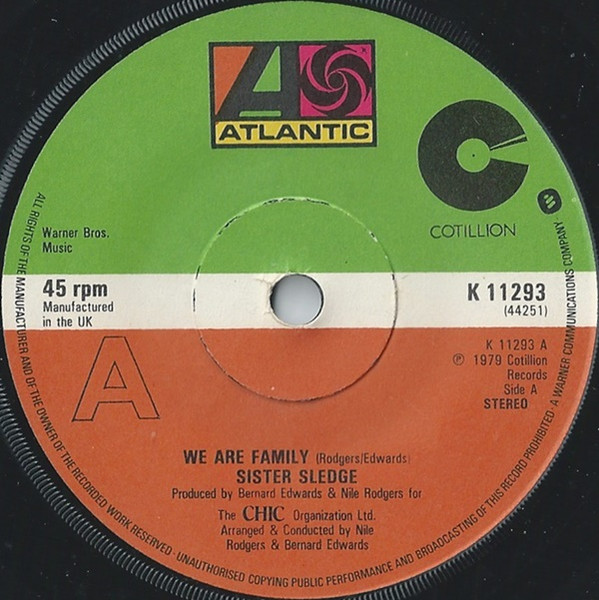 ATLANTIC
COTILLION
Warner Bros.
Music
45 rpm
Manufactured
in the UK
K 11293
(44251)
A
K 11293 A
℗ 1979 Cotillion
Records
Side A
STEREO
WE ARE FAMILY (Rodgers/Edwards)
SISTER SLEDGE
Produced by Bernard Edwards & Nile Rodgers for
The CHIC Organization Ltd.
Arranged & Conducted by Nile
Rodgers & Bernard Edwards
ALL RIGHTS OF THE MANUFACTURER AND OF THE OWNER OF THE RECORDED WORK RESERVED· UNAUTHORISED COPYING PUBLIC PERFORMANCE AND BROADCASTING OF THIS RECORD PROHIBITED· A WARNER COMMUNICATIONS COMPANY·